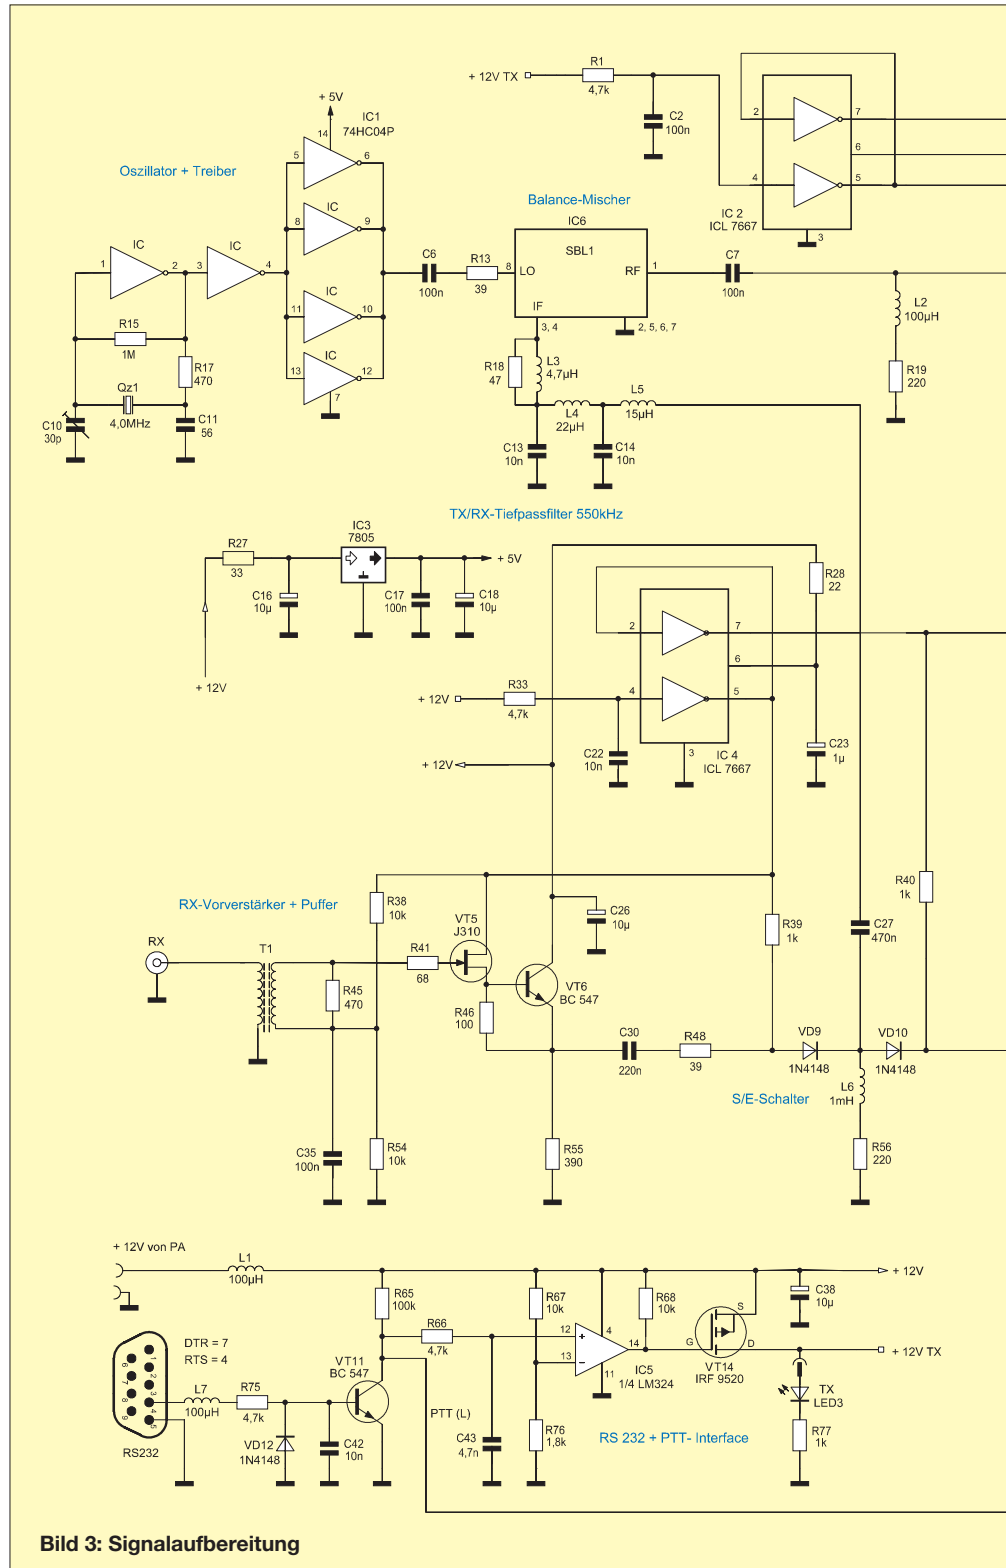 R1
+ 12V TX
4,7k
C2
100n
2
7
6
4
5
IC 2
ICL 7667
3
+ 5V
IC1
74HC04P
14
Oszillator + Treiber
5
6
IC
8
9
IC
11
10
IC
13
12
7
IC
1
2
IC
3
4
R15
1M
R17
470
Qz1
4,0MHz
C10
30p
C11
56
C6
100n
R13
39
Balance-Mischer
IC6
SBL1
8
LO
RF
1
IF
3, 4
2, 5, 6, 7
C7
100n
L2
100µH
R19
220
R18
47
L3
4,7µH
L4
22µH
L5
15µH
C13
10n
C14
10n
TX/RX-Tiefpassfilter 550kHz
R27
33
C16
10µ
IC3
7805
C17
100n
C18
10µ
+ 5V
+ 12V
R28
22
2
7
6
4
5
3
IC 4
ICL 7667
+ 12V
R33
4,7k
C22
10n
C23
1µ
+ 12V
RX-Vorverstärker + Puffer
R38
10k
VT5
J310
C26
10µ
R39
1k
R40
1k
C27
470n
RX
T1
R41
68
R45
470
R46
100
VT6
BC 547
C30
220n
R48
39
VD9
1N4148
VD10
1N4148
S/E-Schalter
L6
1mH
C35
100n
R54
10k
R55
390
R56
220
+ 12V von PA
L1
100µH
+ 12V
R65
100k
R67
10k
R68
10k
C38
10µ
R66
4,7k
12
+
4
14
13
–
11
IC5
1/4 LM324
G
S
D
VT14
IRF 9520
+ 12V TX
DTR = 7
RTS = 4
1
6
2
7
3
8
4
9
5
RS232
L7
100µH
R75
4,7k
VT11
BC 547
VD12
1N4148
C42
10n
PTT (L)
C43
4,7n
R76
1,8k
RS 232 + PTT- Interface
TX
LED3
R77
1k
Bild 3: Signalaufbereitung